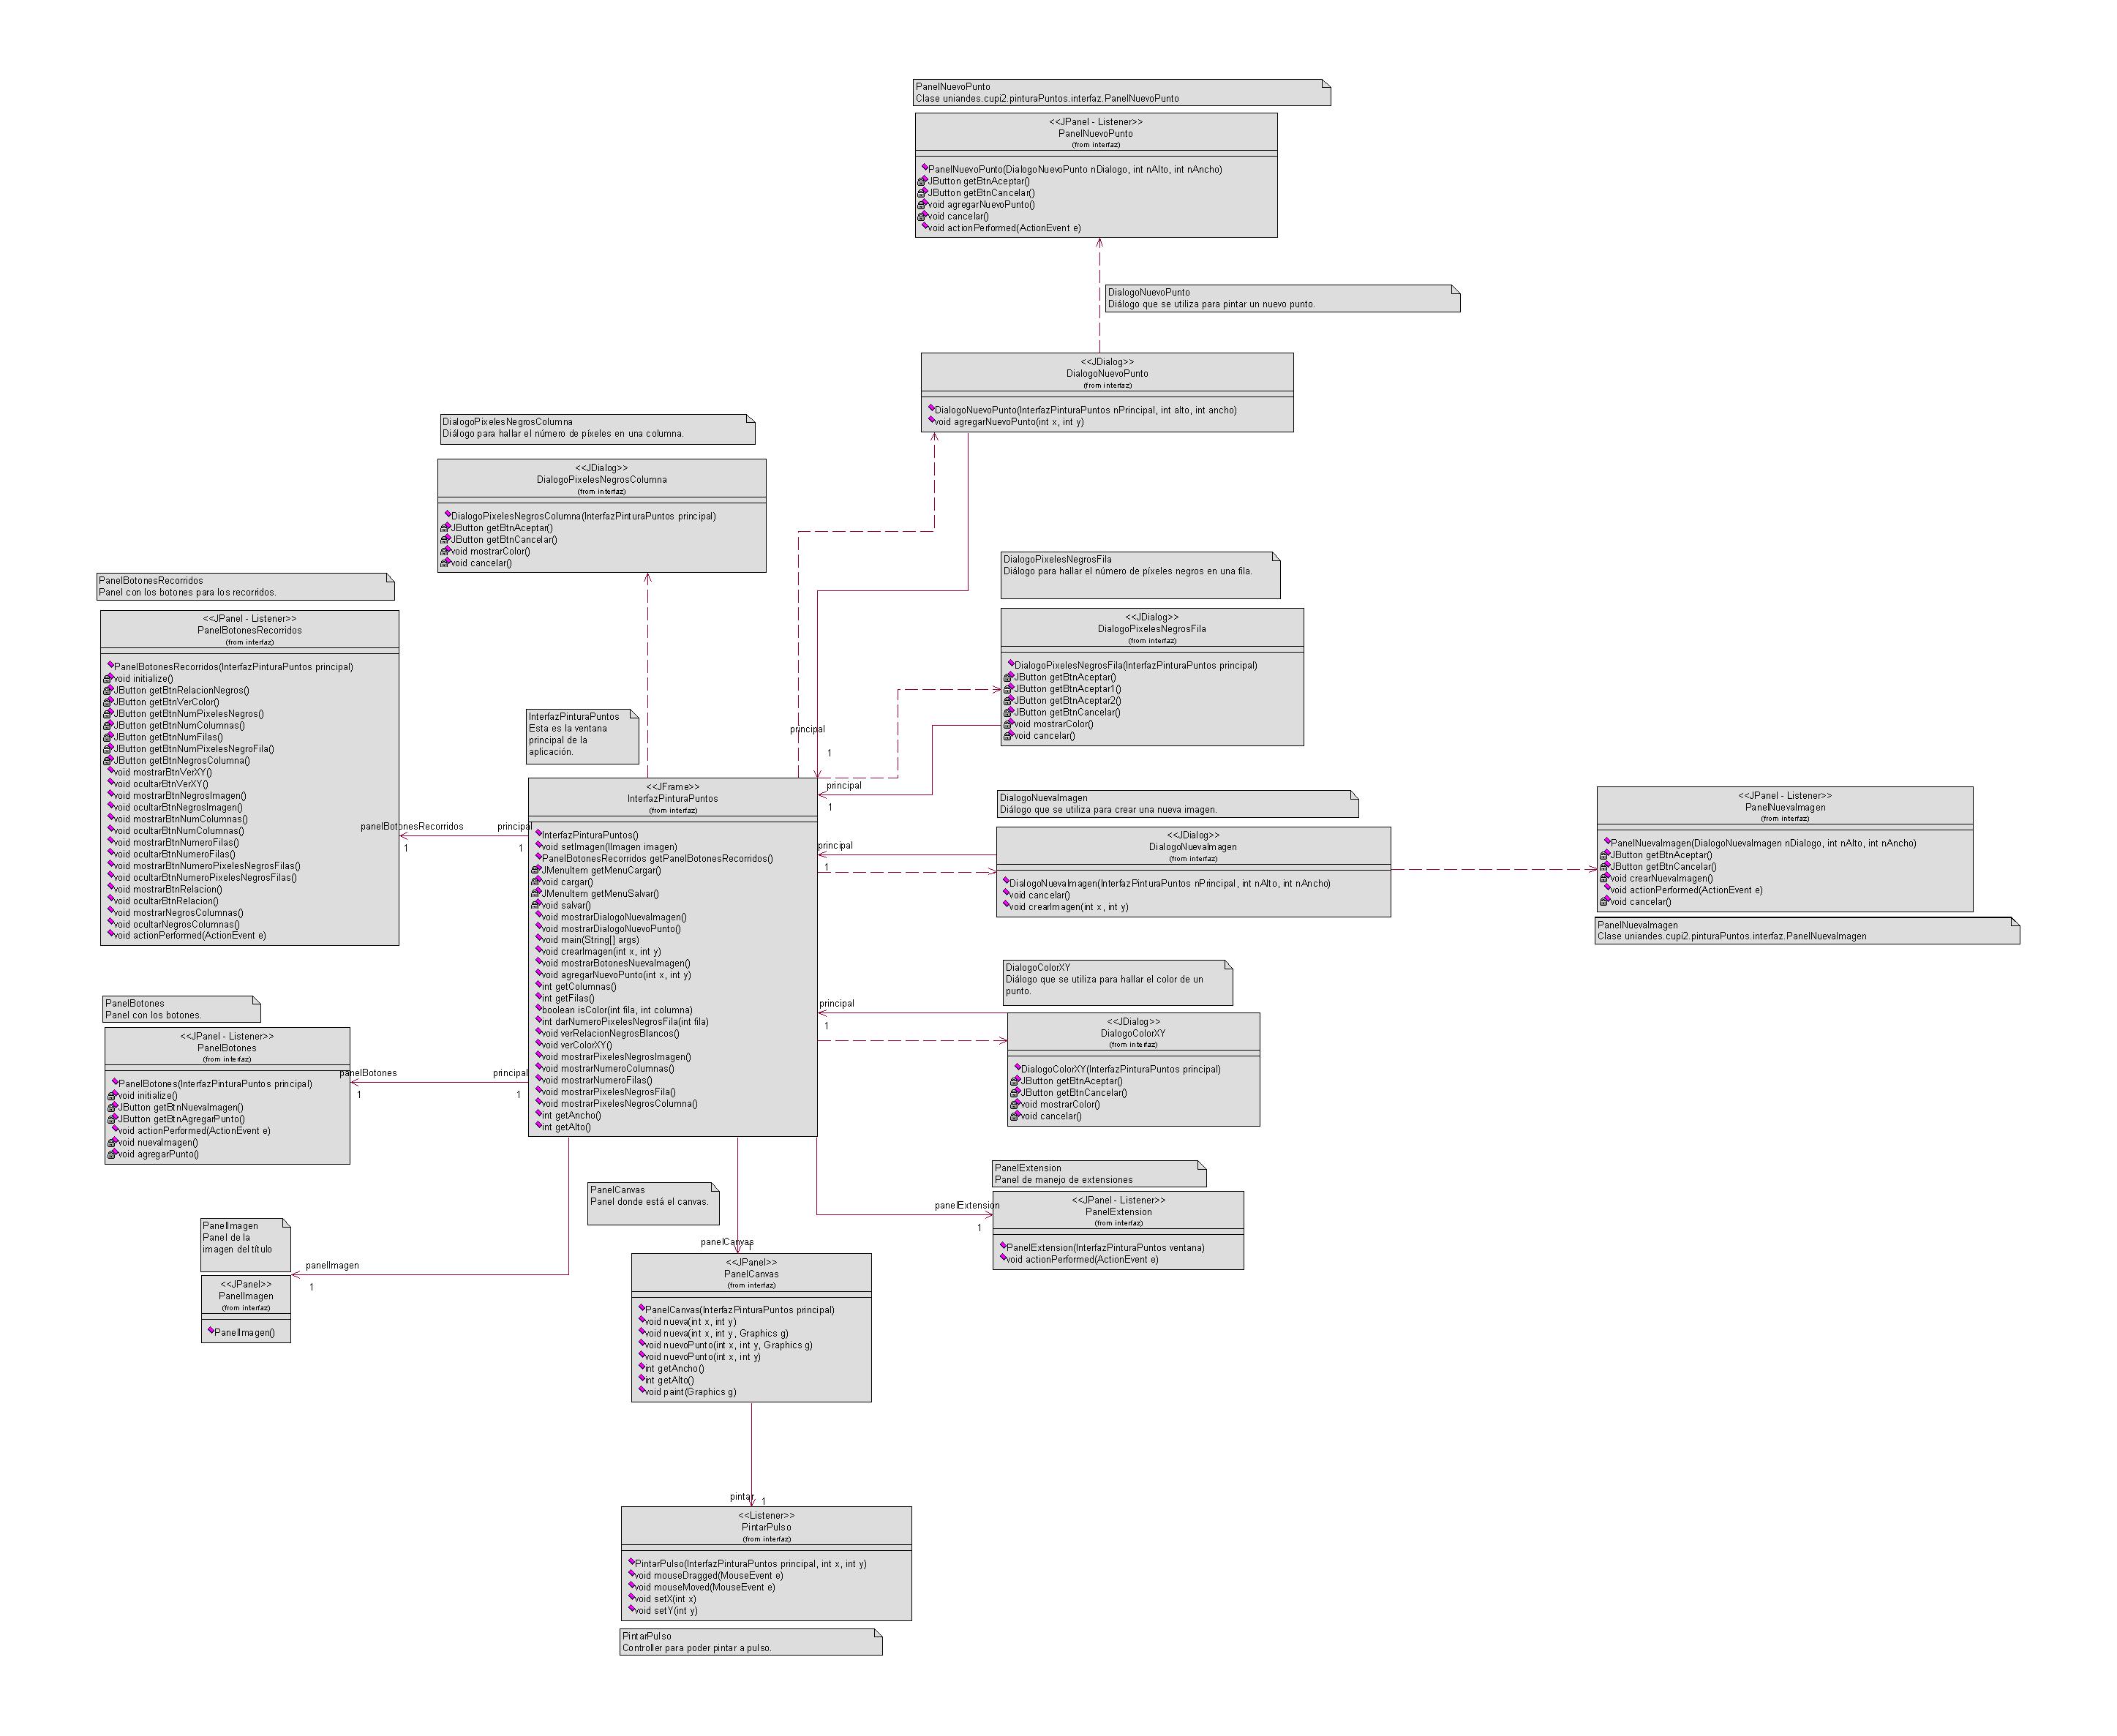 PanelNuevoPunto
Clase uniandes.cupi2.pinturaPuntos.interfaz.PanelNuevoPunto
<<JPanel - Listener>>
PanelNuevoPunto
(from interfaz)
PanelNuevoPunto(DialogoNuevoPunto nDialogo, int nAlto, int nAncho)
JButton getBtnAceptar()
JButton getBtnCancelar()
void agregarNuevoPunto()
void cancelar()
void actionPerformed(ActionEvent e)
DialogoNuevoPunto
Diálogo que se utiliza para pintar un nuevo punto.
<<JDialog>>
DialogoNuevoPunto
(from interfaz)
DialogoNuevoPunto(InterfazPinturaPuntos nPrincipal, int alto, int ancho)
void agregarNuevoPunto(int x, int y)
DialogoPixelesNegrosColumna
Diálogo para hallar el número de píxeles en una columna.
<<JDialog>>
DialogoPixelesNegrosColumna
(from interfaz)
DialogoPixelesNegrosColumna(InterfazPinturaPuntos principal)
JButton getBtnAceptar()
JButton getBtnCancelar()
void mostrarColor()
void cancelar()
DialogoPixelesNegrosFila
Diálogo para hallar el número de píxeles negros en una fila.
<<JDialog>>
DialogoPixelesNegrosFila
(from interfaz)
DialogoPixelesNegrosFila(InterfazPinturaPuntos principal)
JButton getBtnAceptar()
JButton getBtnAceptar1()
JButton getBtnAceptar2()
JButton getBtnCancelar()
void mostrarColor()
void cancelar()
PanelBotonesRecorridos
Panel con los botones para los recorridos.
<<JPanel - Listener>>
PanelBotonesRecorridos
(from interfaz)
PanelBotonesRecorridos(InterfazPinturaPuntos principal)
void initialize()
JButton getBtnRelacionNegros()
JButton getBtnVerColor()
JButton getBtnNumPixelesNegros()
JButton getBtnNumColumnas()
JButton getBtnNumFilas()
JButton getBtnNumPixelesNegroFila()
JButton getBtnNegrosColumna()
void mostrarBtnVerXY()
void ocultarBtnVerXY()
void mostrarBtnNegrosImagen()
void ocultarBtnNegrosImagen()
void mostrarBtnNumColumnas()
void ocultarBtnNumColumnas()
void mostrarBtnNumeroFilas()
void ocultarBtnNumeroFilas()
void mostrarBtnNumeroPixelesNegrosFilas()
void ocultarBtnNumeroPixelesNegrosFilas()
void mostrarBtnRelacion()
void ocultarBtnRelacion()
void mostrarNegrosColumnas()
void ocultarNegrosColumnas()
void actionPerformed(ActionEvent e)
InterfazPinturaPuntos
Esta es la ventana
principal de la
aplicación.
principal
1
principal
1
<<JFrame>>
InterfazPinturaPuntos
(from interfaz)
InterfazPinturaPuntos()
void setImagen(IImagen imagen)
PanelBotonesRecorridos getPanelBotonesRecorridos()
JMenuItem getMenuCargar()
void cargar()
JMenuItem getMenuSalvar()
void salvar()
void mostrarDialogoNuevaImagen()
void mostrarDialogoNuevoPunto()
void main(String[] args)
void crearImagen(int x, int y)
void mostrarBotonesNuevaImagen()
void agregarNuevoPunto(int x, int y)
int getColumnas()
int getFilas()
boolean isColor(int fila, int columna)
int darNumeroPixelesNegrosFila(int fila)
void verRelacionNegrosBlancos()
void verColorXY()
void mostrarPixelesNegrosImagen()
void mostrarNumeroColumnas()
void mostrarNumeroFilas()
void mostrarPixelesNegrosFila()
void mostrarPixelesNegrosColumna()
int getAncho()
int getAlto()
panelBotonesRecorridos
1
principal
1
DialogoNuevaImagen
Diálogo que se utiliza para crear una nueva imagen.
principal
1
<<JDialog>>
DialogoNuevaImagen
(from interfaz)
DialogoNuevaImagen(InterfazPinturaPuntos nPrincipal, int nAlto, int nAncho)
void cancelar()
void crearImagen(int x, int y)
<<JPanel - Listener>>
PanelNuevaImagen
(from interfaz)
PanelNuevaImagen(DialogoNuevaImagen nDialogo, int nAlto, int nAncho)
JButton getBtnAceptar()
JButton getBtnCancelar()
void crearNuevaImagen()
void actionPerformed(ActionEvent e)
void cancelar()
PanelNuevaImagen
Clase uniandes.cupi2.pinturaPuntos.interfaz.PanelNuevaImagen
DialogoColorXY
Diálogo que se utiliza para hallar el color de un
punto.
principal
1
<<JDialog>>
DialogoColorXY
(from interfaz)
DialogoColorXY(InterfazPinturaPuntos principal)
JButton getBtnAceptar()
JButton getBtnCancelar()
void mostrarColor()
void cancelar()
PanelBotones
Panel con los botones.
<<JPanel - Listener>>
PanelBotones
(from interfaz)
PanelBotones(InterfazPinturaPuntos principal)
void initialize()
JButton getBtnNuevaImagen()
JButton getBtnAgregarPunto()
void actionPerformed(ActionEvent e)
void nuevaImagen()
void agregarPunto()
panelBotones
1
principal
1
PanelExtension
Panel de manejo de extensiones
panelExtension
1
<<JPanel - Listener>>
PanelExtension
(from interfaz)
PanelExtension(InterfazPinturaPuntos ventana)
void actionPerformed(ActionEvent e)
PanelCanvas
Panel donde está el canvas.
PanelImagen
Panel de la
imagen del título
panelImagen
1
<<JPanel>>
PanelImagen
(from interfaz)
PanelImagen()
panelCanvas
1
<<JPanel>>
PanelCanvas
(from interfaz)
PanelCanvas(InterfazPinturaPuntos principal)
void nueva(int x, int y)
void nueva(int x, int y, Graphics g)
void nuevoPunto(int x, int y, Graphics g)
void nuevoPunto(int x, int y)
int getAncho()
int getAlto()
void paint(Graphics g)
pintar
1
<<Listener>>
PintarPulso
(from interfaz)
PintarPulso(InterfazPinturaPuntos principal, int x, int y)
void mouseDragged(MouseEvent e)
void mouseMoved(MouseEvent e)
void setX(int x)
void setY(int y)
PintarPulso
Controller para poder pintar a pulso.